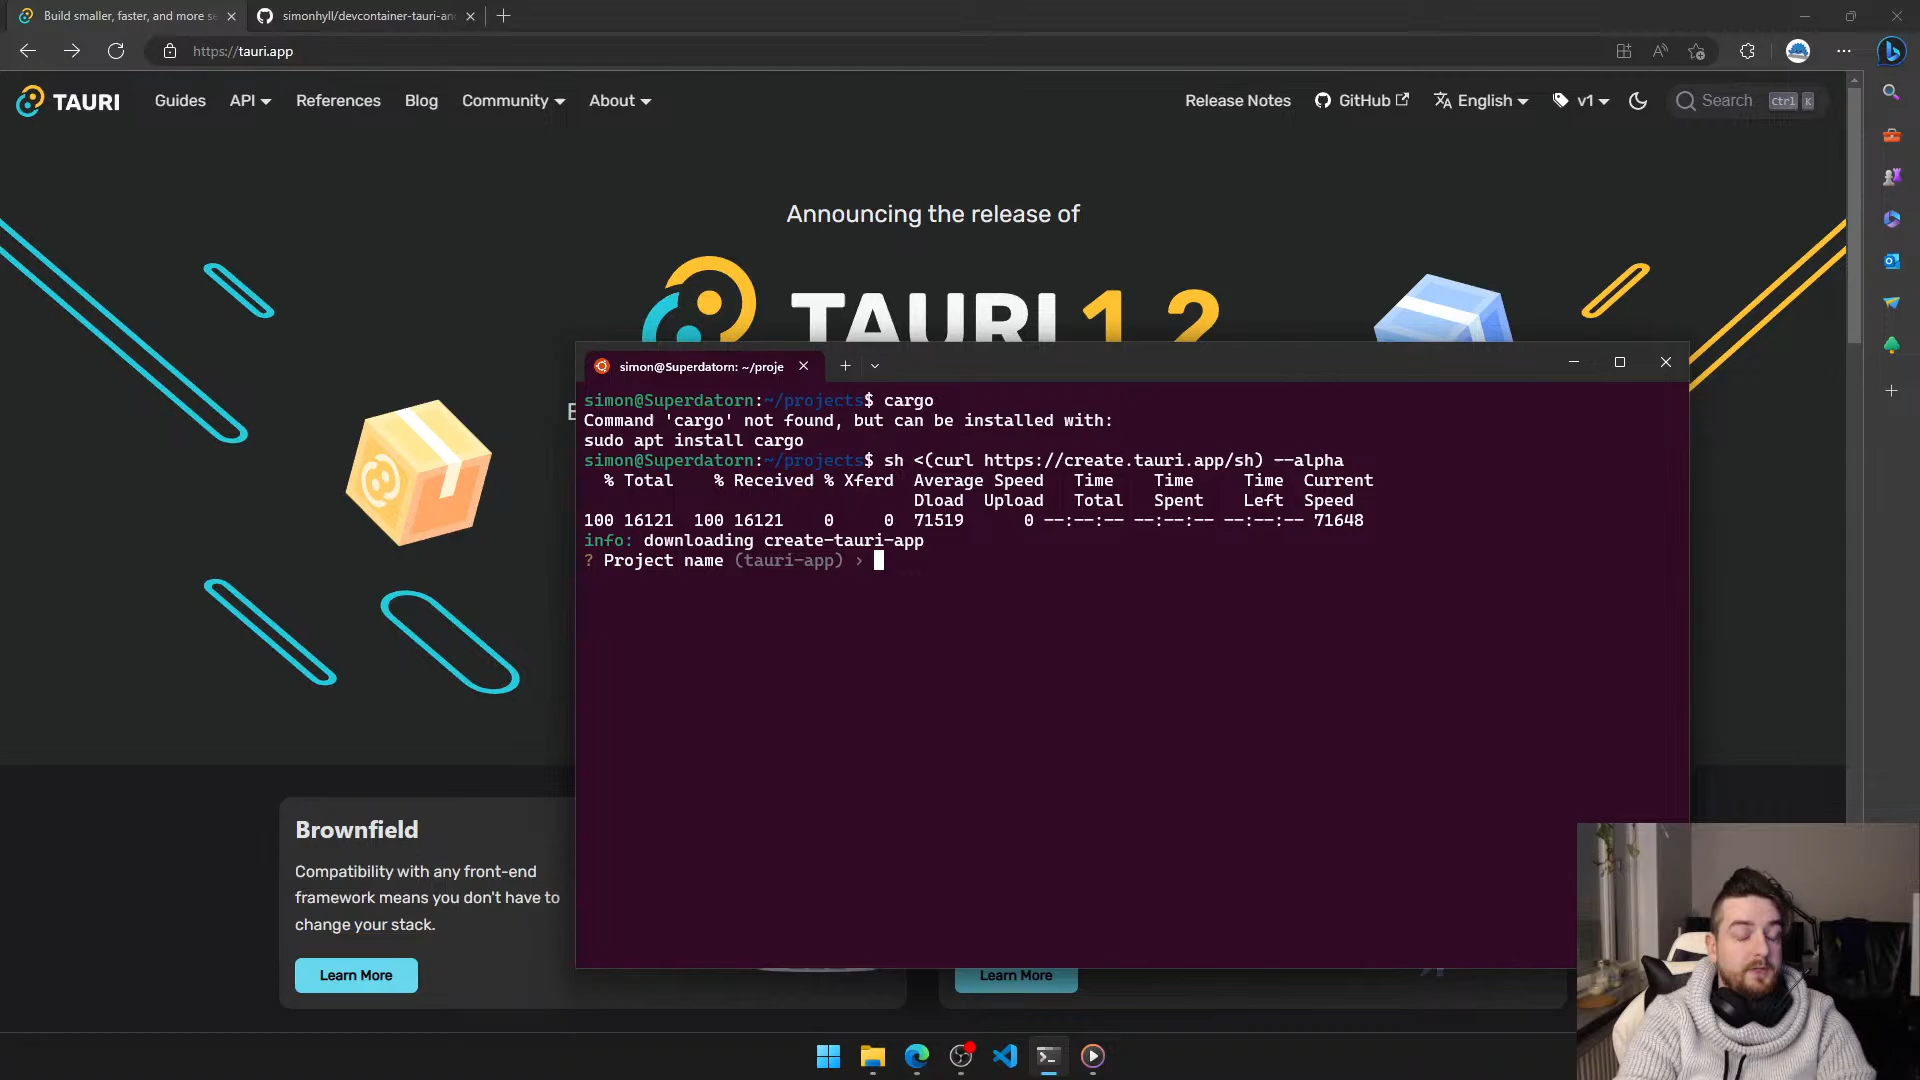 Build smaller, faster, and more se
simonhyll/devcontainer-tauri-and
https://tauri.app
TAURI
Guides
API
References
Blog
Community
About
Release Notes
GitHub
English
v1
Search
Ctrl
K
Announcing the release of
TAURI 1.2
simon@Superdatorn: ~/proje
simon@Superdatorn:~/projects$ cargo
Command 'cargo' not found, but can be installed with:
sudo apt install cargo
simon@Superdatorn:~/projects$ sh <(curl https://create.tauri.app/sh) --alpha
% Total % Received % Xferd Average Speed Time Time Time Current
Dload Upload Total Spent Left Speed
100 16121 100 16121 0 0 71519 0 --:--:-- --:--:-- --:--:-- 71648
info: downloading create-tauri-app
? Project name (tauri-app) ›
Brownfield
Compatibility with any front-end
framework means you don't have to
change your stack.
Learn More
Learn More